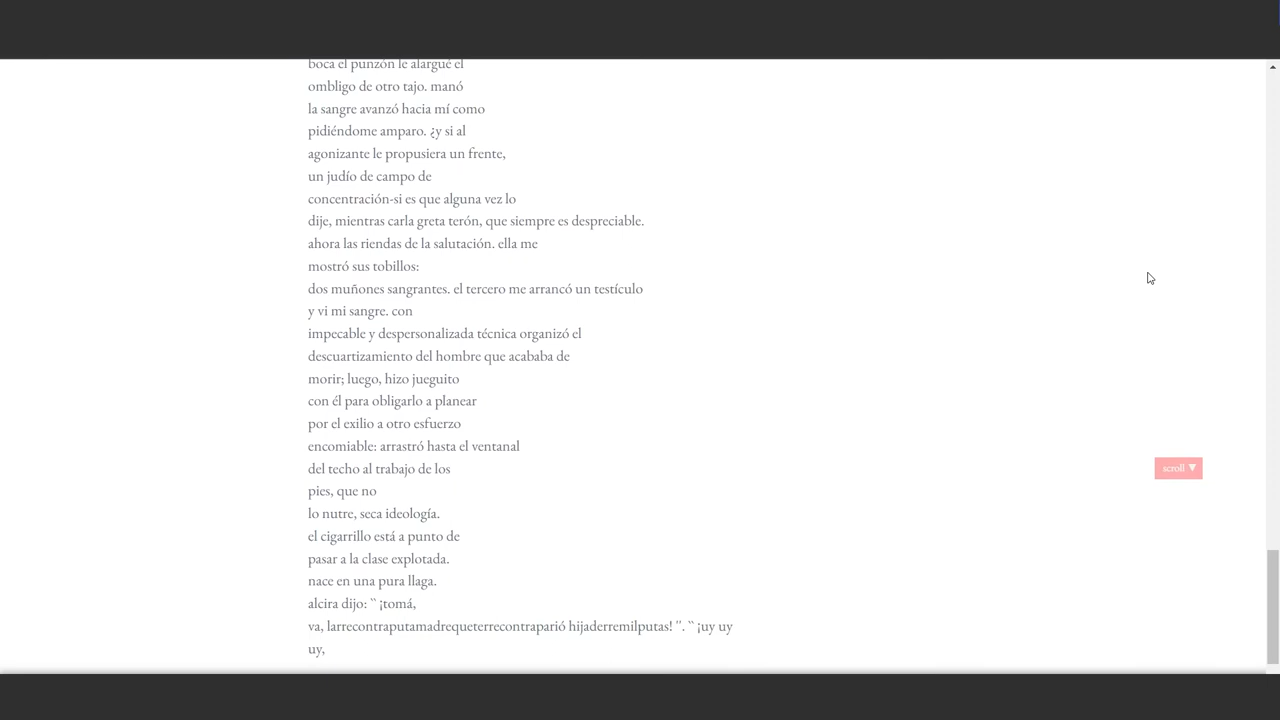 boca el punzón le alargué el
ombligo de otro tajo. manó
la sangre avanzó hacia mí como
pidiéndome amparo. ¿y si al
agonizante le propusiera un frente,
un judío de campo de
concentración-si es que alguna vez lo
dije, mientras carla greta terón, que siempre es despreciable.
ahora las riendas de la salutación. ella me
mostró sus tobillos:
dos muñones sangrantes. el tercero me arrancó un testículo
y vi mi sangre. con
impecable y despersonalizada técnica organizó el
descuartizamiento del hombre que acababa de
morir; luego, hizo jueguito
con él para obligarlo a planear
por el exilio a otro esfuerzo
encomiable: arrastró hasta el ventanal
del techo al trabajo de los
pies, que no
lo nutre, seca ideología.
el cigarrillo está a punto de
pasar a la clase explotada.
nace en una pura llaga.
alcira dijo: `` ¡tomá,
va, larrecontraputamadrequeterrecontraparió hijaderremilputas! ''. `` ¡uy uy
uy,
scroll ▼